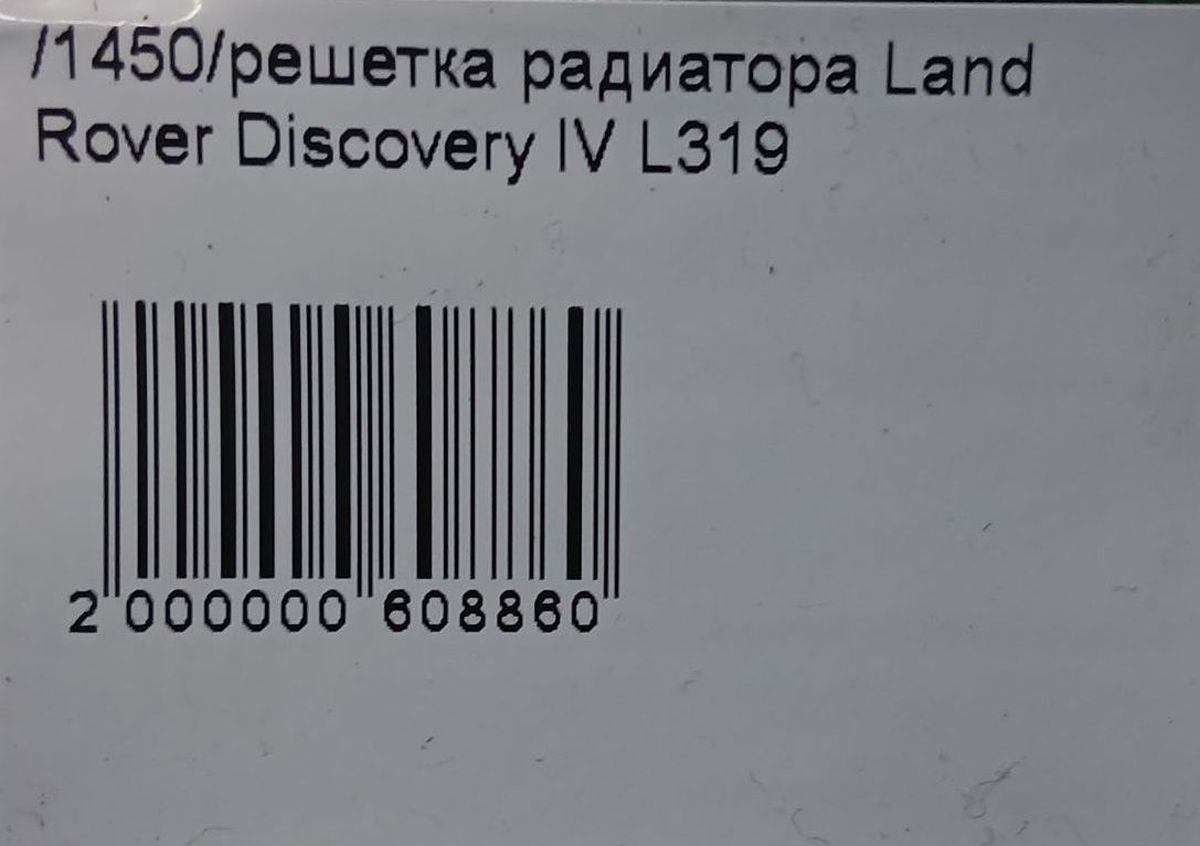 /1450/решетка радиатора Land
Rover Discovery IV L319
2 000000 608860